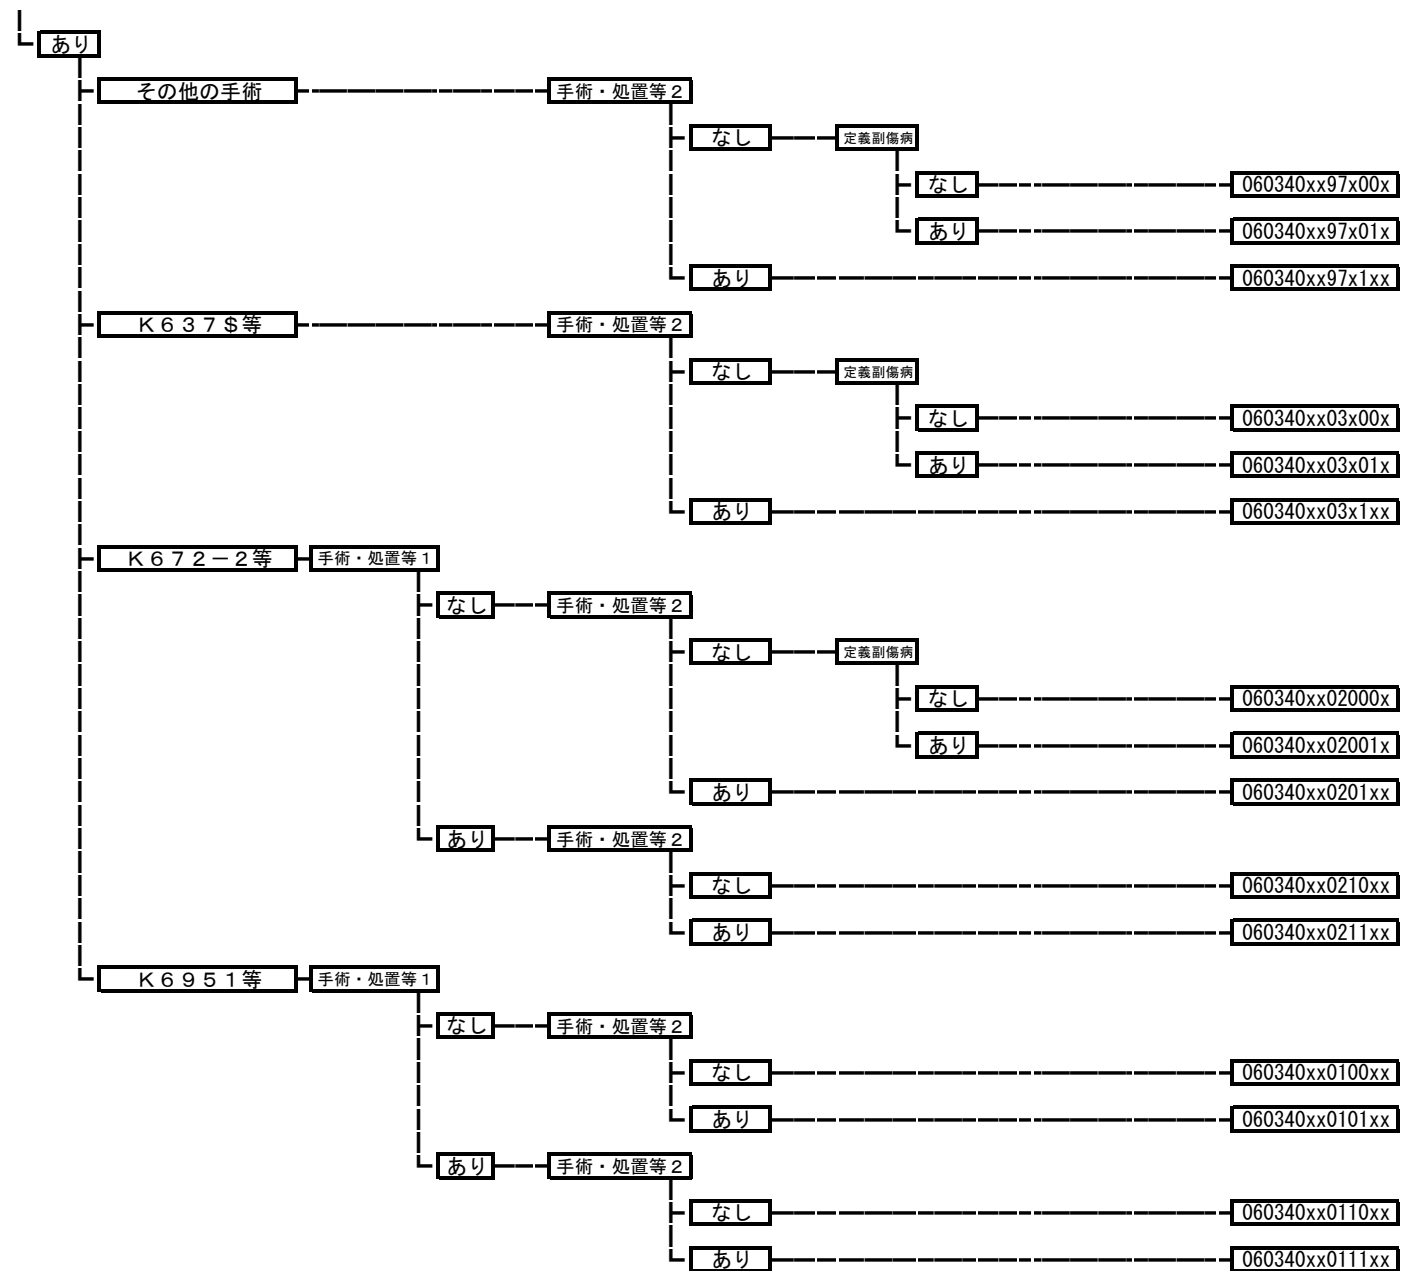 あり
その他の手術 手術・処置等２
なし 定義副傷病
なし 060340xx97x00x
あり 060340xx97x01x
あり 060340xx97x1xx
Ｋ６３７＄等 手術・処置等２
なし 定義副傷病
なし 060340xx03x00x
あり 060340xx03x01x
あり 060340xx03x1xx
Ｋ６７２－２等 手術・処置等１
なし 手術・処置等２
なし 定義副傷病
なし 060340xx02000x
あり 060340xx02001x
あり 060340xx0201xx
あり 手術・処置等２
なし 060340xx0210xx
あり 060340xx0211xx
Ｋ６９５１等 手術・処置等１
なし 手術・処置等２
なし 060340xx0100xx
あり 060340xx0101xx
あり 手術・処置等２
なし 060340xx0110xx
あり 060340xx0111xx